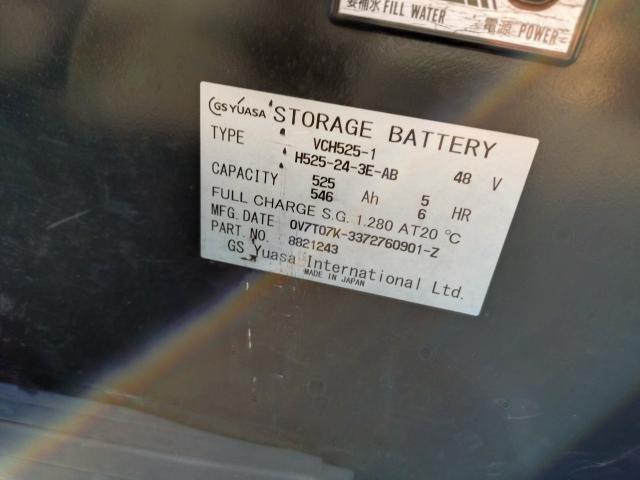 要補水 FILL WATER
電源 POWER
GS YUASA STORAGE BATTERY
TYPE VCH525-1
H525-24-3E-AB 48 V
CAPACITY 525 Ah 5 HR
546 6
FULL CHARGE S.G. 1.280 AT 20 °C
MFG. DATE 0V7T07K-3372760901-Z
PART. NO. 8821243
GS Yuasa International Ltd.
MADE IN JAPAN